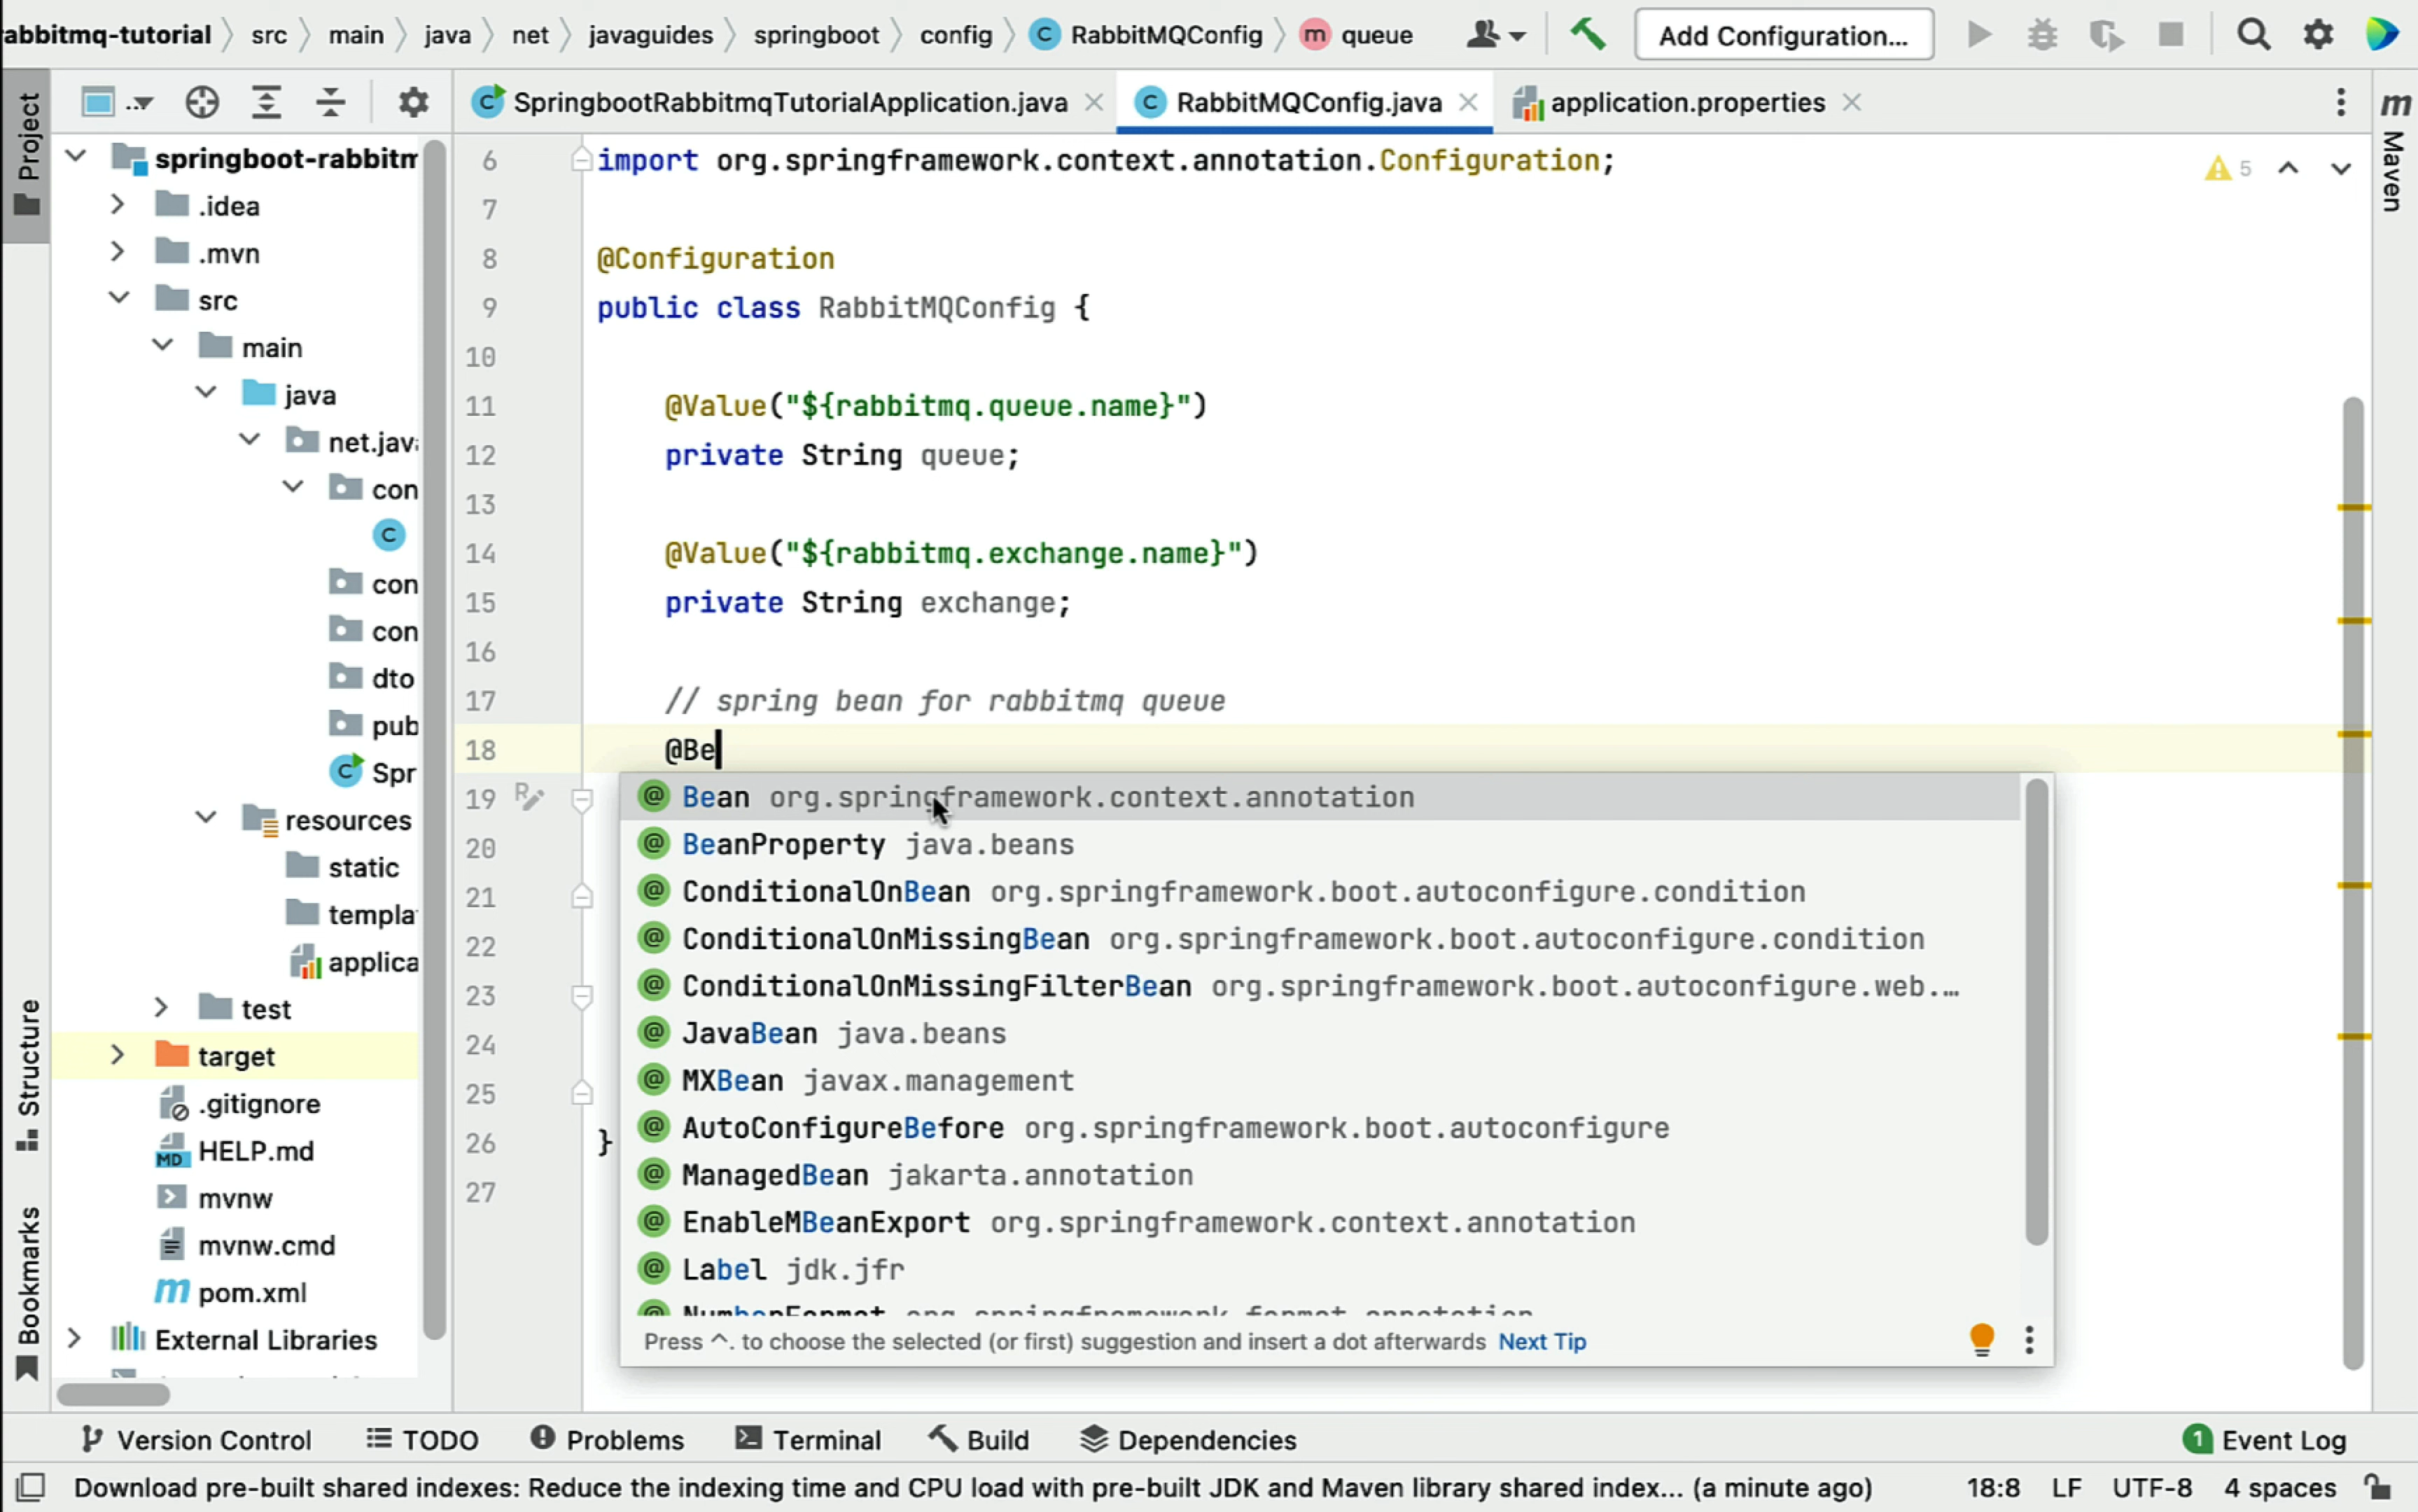 abbitmq-tutorial src main java net javaguides springboot config RabbitMQConfig m queue Add Configuration...
Project
SpringbootRabbitmqTutorialApplication.java RabbitMQConfig.java application.properties
m Maven
springboot-rabbitm
.idea
.mvn
src
main
java
net.java
con
C
con
con
dto
pub
Spr
resources
static
templa
applica
test
target
.gitignore
HELP.md
mvnw
mvnw.cmd
pom.xml
External Libraries
Structure
Bookmarks
5
6 import org.springframework.context.annotation.Configuration;
7
8 @Configuration
9 public class RabbitMQConfig {
10
11 @Value("${rabbitmq.queue.name}")
12 private String queue;
13
14 @Value("${rabbitmq.exchange.name}")
15 private String exchange;
16
17 // spring bean for rabbitmq queue
18 @Be
19
20
21
22
23
24
25
26 }
27
Bean org.springframework.context.annotation
BeanProperty java.beans
ConditionalOnBean org.springframework.boot.autoconfigure.condition
ConditionalOnMissingBean org.springframework.boot.autoconfigure.condition
ConditionalOnMissingFilterBean org.springframework.boot.autoconfigure.web.…
JavaBean java.beans
MXBean javax.management
AutoConfigureBefore org.springframework.boot.autoconfigure
ManagedBean jakarta.annotation
EnableMBeanExport org.springframework.context.annotation
Label jdk.jfr
NumberFormat org.springframework.format.annotation
Press ^. to choose the selected (or first) suggestion and insert a dot afterwards Next Tip
Version Control TODO Problems Terminal Build Dependencies 1 Event Log
Download pre-built shared indexes: Reduce the indexing time and CPU load with pre-built JDK and Maven library shared index... (a minute ago) 18:8 LF UTF-8 4 spaces